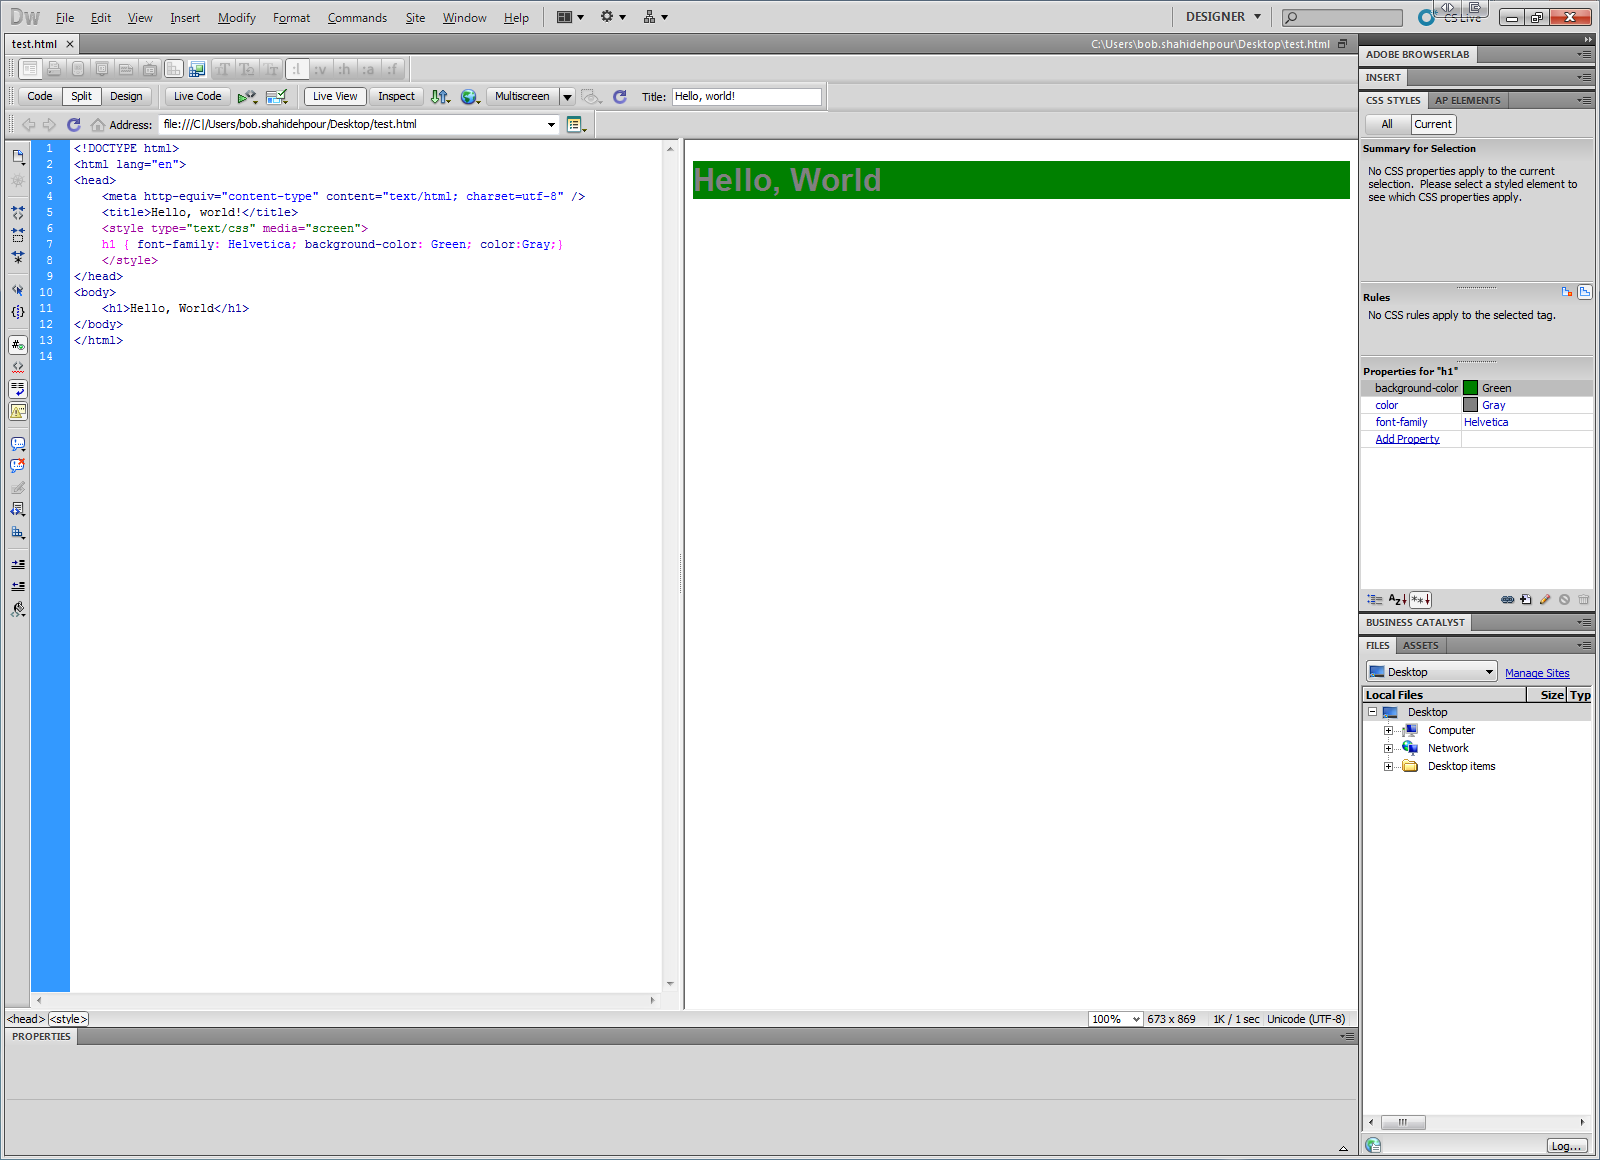 Dw File Edit View Insert Modify Format Commands Site Window Help DESIGNER CS Live
test.html × C:\Users\bob.shahidehpour\Desktop\test.html
Code Split Design Live Code Live View Inspect Multiscreen Title: Hello, world!
Address: file:///C|/Users/bob.shahidehpour/Desktop/test.html
1 <!DOCTYPE html>
2 <html lang="en">
3 <head>
4 <meta http-equiv="content-type" content="text/html; charset=utf-8" />
5 <title>Hello, world!</title>
6 <style type="text/css" media="screen">
7 h1 { font-family: Helvetica; background-color: Green; color:Gray;}
8 </style>
9 </head>
10 <body>
11 <h1>Hello, World</h1>
12 </body>
13 </html>
14
Hello, World
<head> <style>
100% 673 x 869 1K / 1 sec Unicode (UTF-8)
PROPERTIES
ADOBE BROWSERLAB
INSERT
CSS STYLES AP ELEMENTS
All Current
Summary for Selection
No CSS properties apply to the current
selection. Please select a styled element to
see which CSS properties apply.
Rules
No CSS rules apply to the selected tag.
Properties for "h1"
background-color Green
color Gray
font-family Helvetica
Add Property
BUSINESS CATALYST
FILES ASSETS
Desktop Manage Sites
Local Files Size Typ
Desktop
Computer
Network
Desktop items
Log...